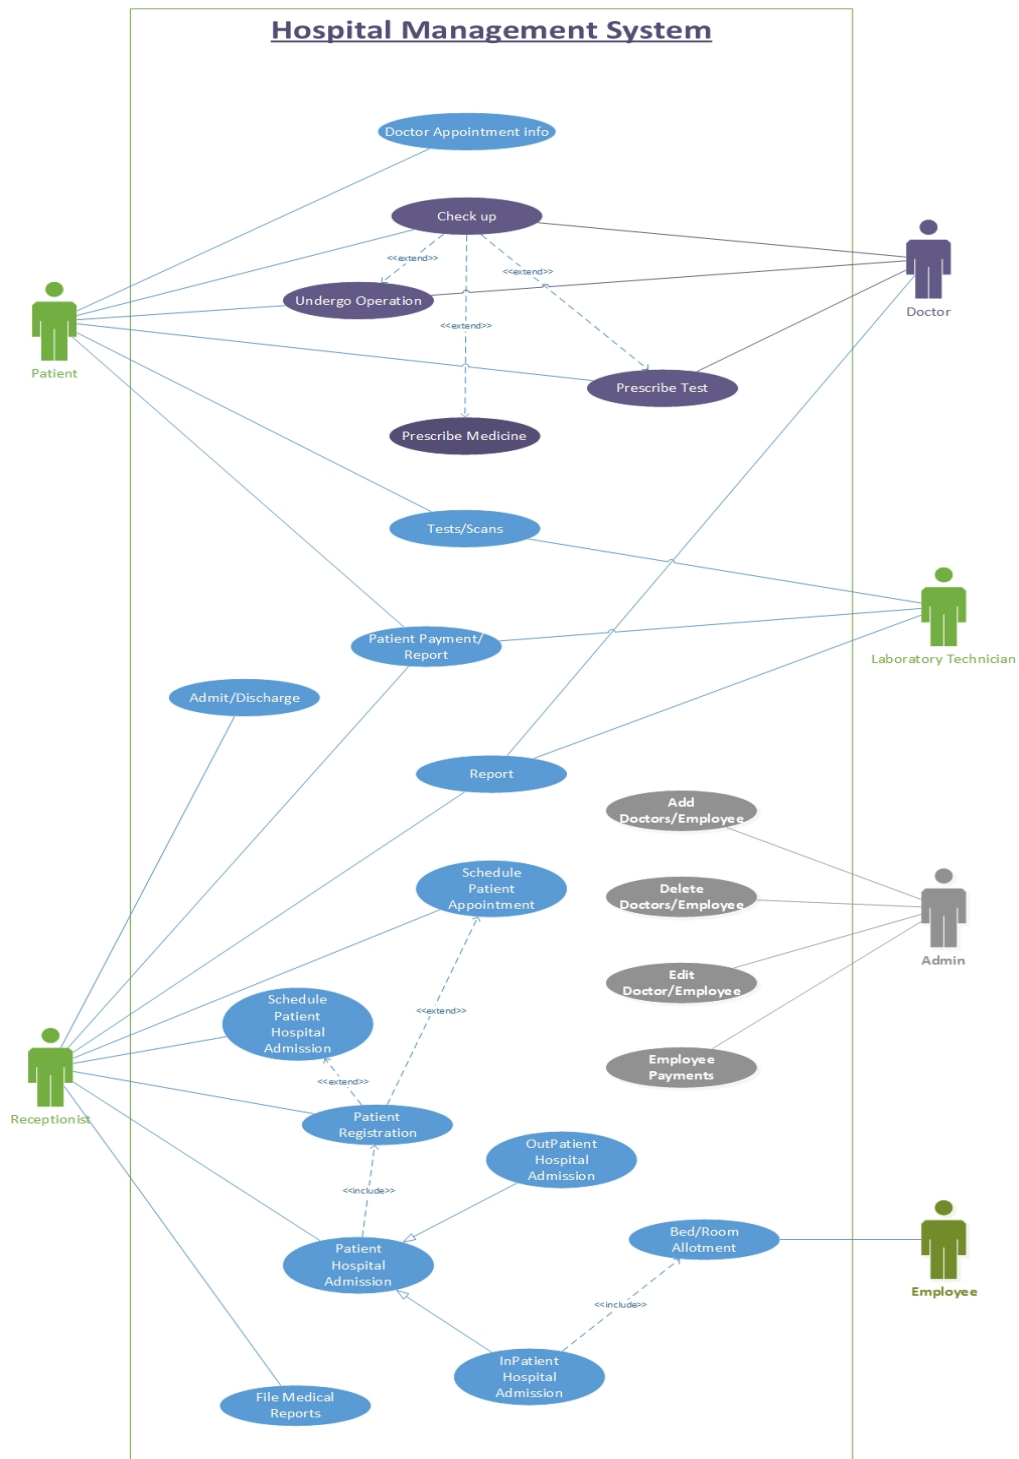 Hospital Management System
Doctor Appointment info
Check up
<<extend>>
<<extend>>
Undergo Operation
Doctor
<<extend>>
Patient
Prescribe Test
Prescribe Medicine
Tests/Scans
Patient Payment/
Report
Laboratory Technician
Admit/Discharge
Report
Add
Doctors/Employee
Schedule
Patient
Appointment
Delete
Doctors/Employee
Admin
Edit
Doctor/Employee
Schedule
Patient
Hospital
Admission
<<extend>>
Employee
Payments
<<extend>>
Receptionist
Patient
Registration
OutPatient
Hospital
Admission
<<include>>
Bed/Room
Allotment
Patient
Hospital
Admission
Employee
<<include>>
InPatient
Hospital
Admission
File Medical
Reports